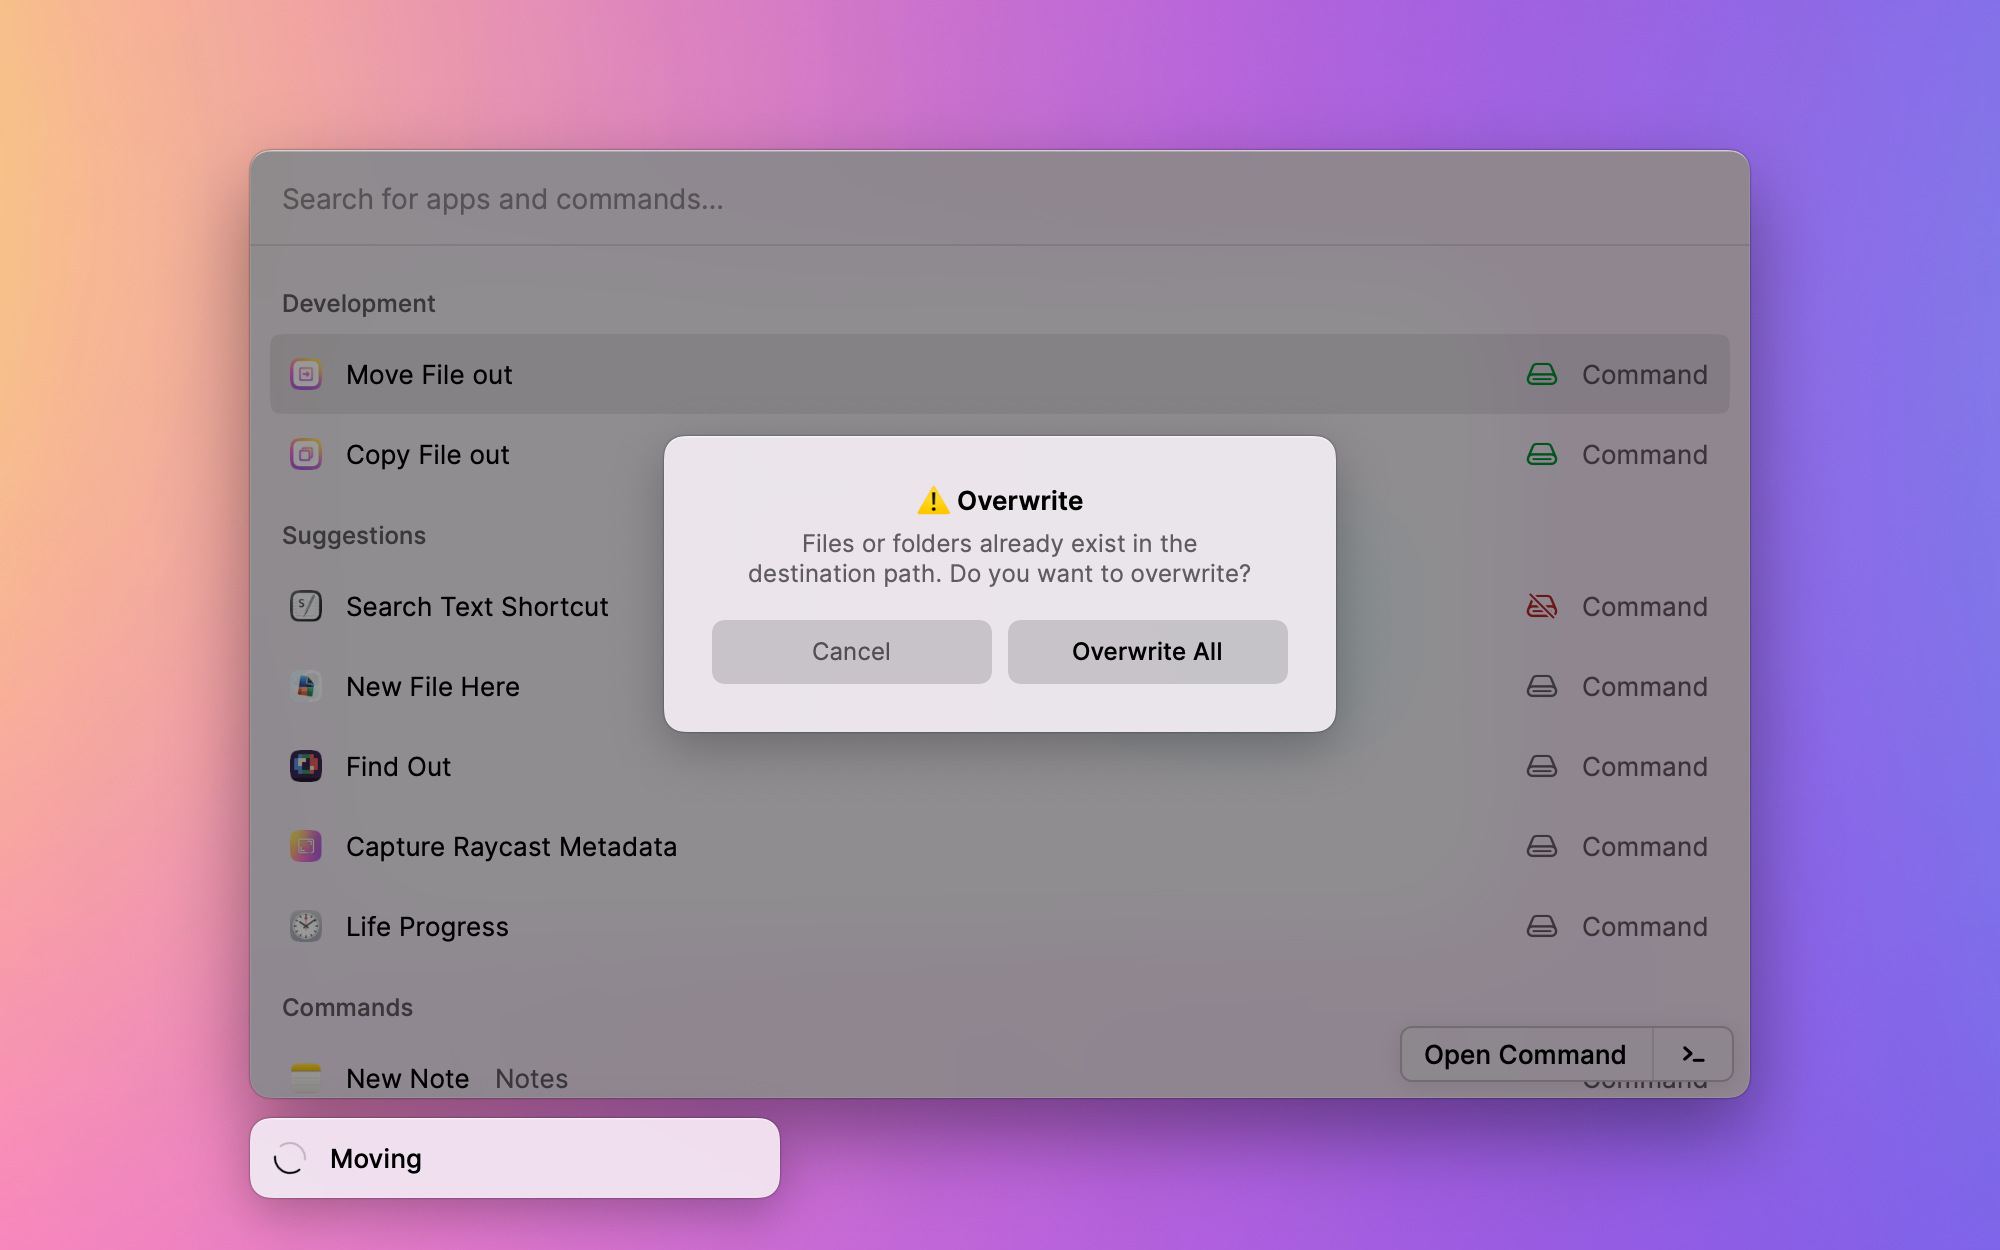 Search for apps and commands...
Development
Move File out Command
Copy File out Command
Suggestions
Search Text Shortcut Command
New File Here Command
Find Out Command
Capture Raycast Metadata Command
Life Progress Command
Commands
New Note Notes Command
Open Command >_
⚠️ Overwrite
Files or folders already exist in the
destination path. Do you want to overwrite?
Cancel Overwrite All
Moving